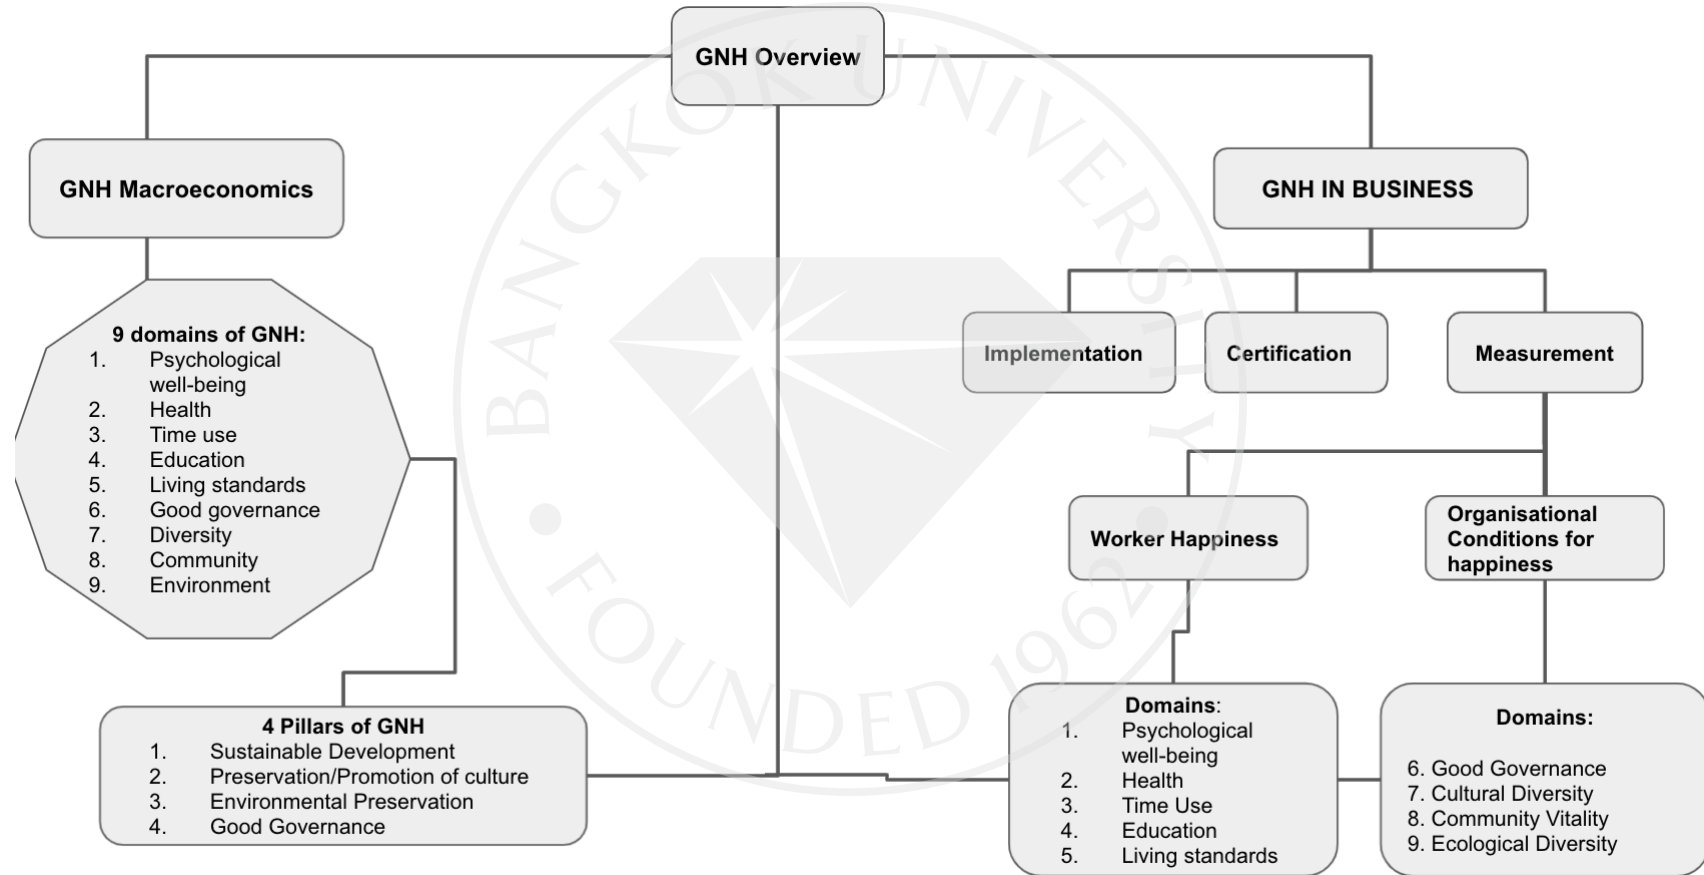 GNH Overview
GNH Macroeconomics
GNH IN BUSINESS
9 domains of GNH:
1. Psychological
well-being
2. Health
3. Time use
4. Education
5. Living standards
6. Good governance
7. Diversity
8. Community
9. Environment
Implementation
Certification
Measurement
Worker Happiness
Organisational
Conditions for
happiness
4 Pillars of GNH
1. Sustainable Development
2. Preservation/Promotion of culture
3. Environmental Preservation
4. Good Governance
Domains:
1. Psychological
well-being
2. Health
3. Time Use
4. Education
5. Living standards
Domains:
6. Good Governance
7. Cultural Diversity
8. Community Vitality
9. Ecological Diversity
BANGKOK UNIVERSITY
• FOUNDED 1962 •